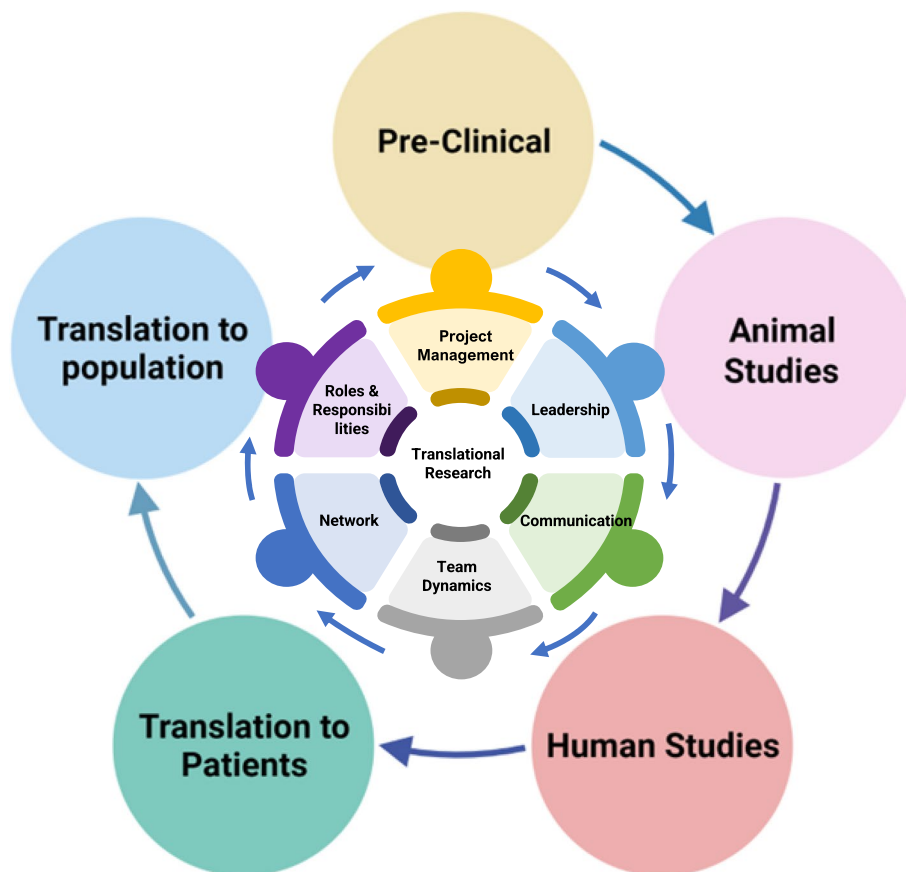 Pre-Clinical
Animal
Studies
Human Studies
Translation to
Patients
Translation to
population
Project
Management
Leadership
Communication
Team
Dynamics
Network
Roles &
Responsibi
lities
Translational
Research